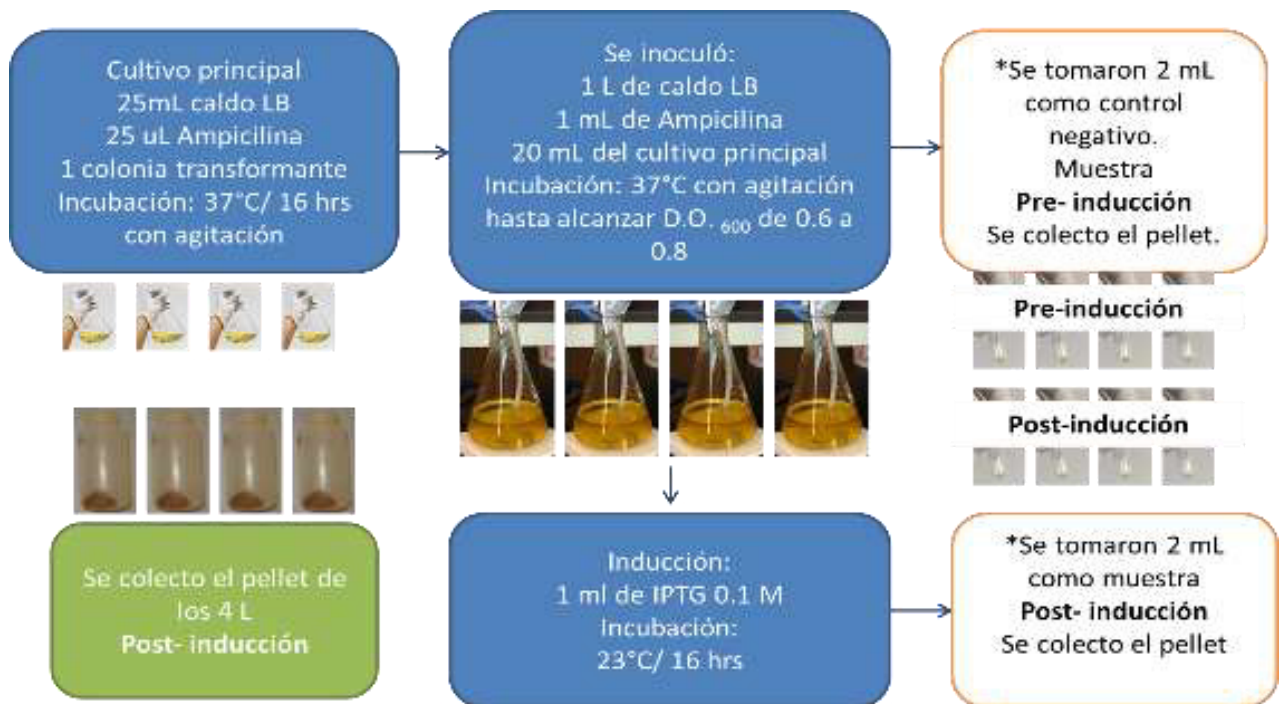 Cultivo principal
25mL caldo LB
25 uL Ampicilina
1 colonia transformante
Incubación: 37°C/ 16 hrs
con agitación
Se inoculó:
1 L de caldo LB
1 mL de Ampicilina
20 mL del cultivo principal
Incubación: 37°C con agitación
hasta alcanzar D.O. 600 de 0.6 a
0.8
*Se tomaron 2 mL
como control
negativo.
Muestra
Pre- inducción
Se colecto el pellet.
Pre-inducción
Post-inducción
Inducción:
1 ml de IPTG 0.1 M
Incubación:
23°C/ 16 hrs
*Se tomaron 2 mL
como muestra
Post- inducción
Se colecto el pellet
Se colecto el pellet de
los 4 L
Post- inducción